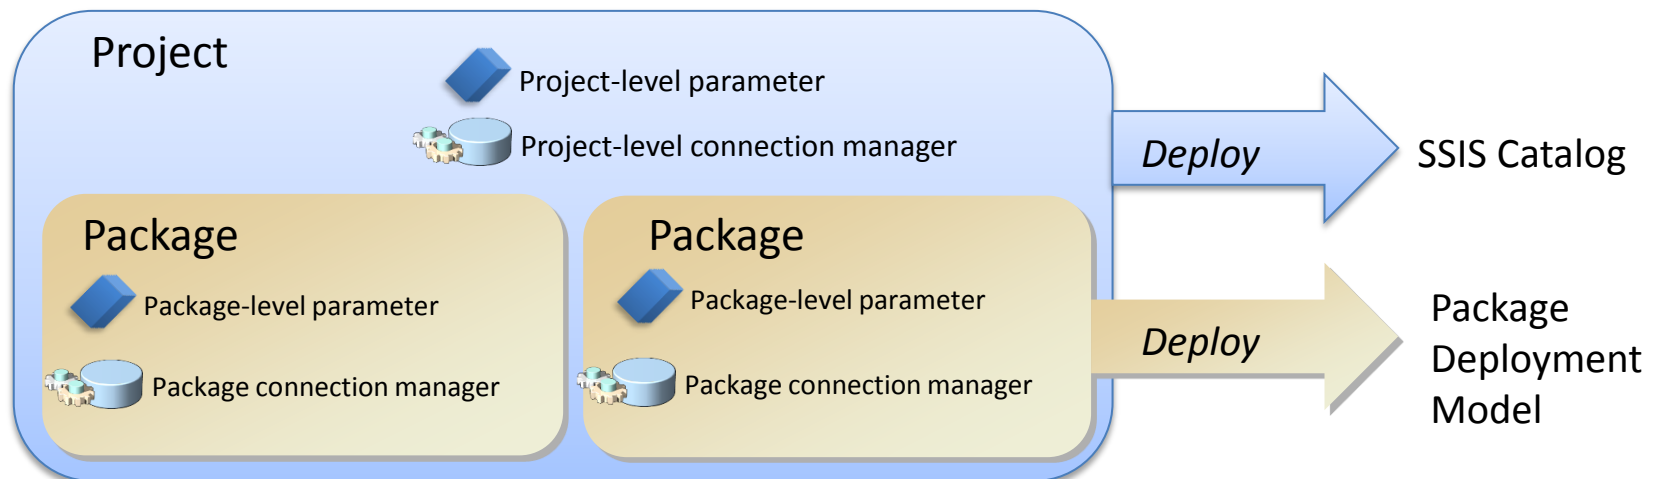 Project
Project-level parameter
Project-level connection manager
Deploy
SSIS Catalog
Package
Package-level parameter
Package connection manager
Package
Package-level parameter
Package connection manager
Deploy
Package
Deployment
Model